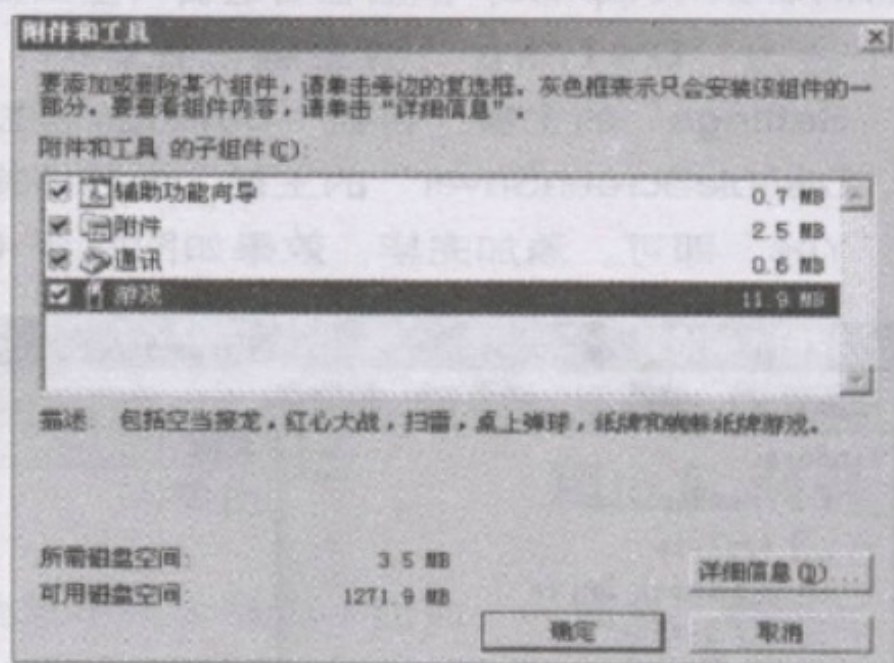 附件和工具
要添加或删除某个组件，请单击旁边的复选框。灰色框表示只会安装该组件的一
部分。要查看组件内容，请单击“详细信息”。
附件和工具 的子组件(C):
辅助功能向导 0.7 MB
附件 2.5 MB
通讯 0.6 MB
游戏 11.9 MB
描述: 包括空当接龙，红心大战，扫雷，桌上弹球，纸牌和蜘蛛纸牌游戏。
所需磁盘空间: 3.5 MB
可用磁盘空间: 1271.9 MB
详细信息(D)...
确定 取消